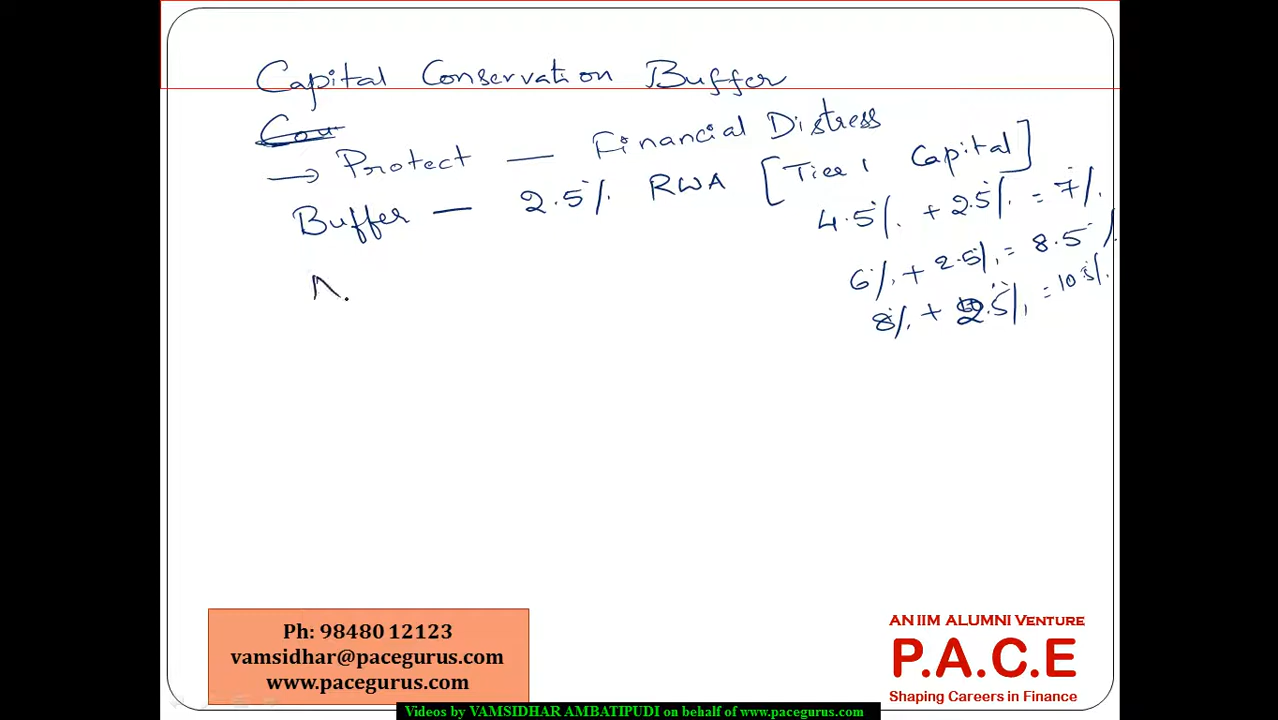 Capital Conservation Buffer
Cou
→ Protect — Financial Distress
Buffer — 2.5% RWA [Tier 1 Capital]
4.5% + 2.5% = 7%
6% + 2.5% = 8.5%
8% + 2.5% = 10.5%
Ph: 98480 12123
vamsidhar@pacegurus.com
www.pacegurus.com
AN IIM ALUMNI VENTURE
P.A.C.E
Shaping Careers in Finance
Videos by VAMSIDHAR AMBATIPUDI on behalf of www.pacegurus.com